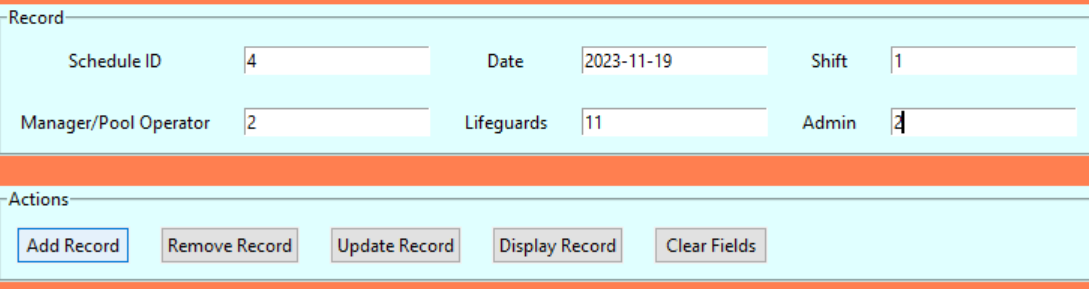 Record
Schedule ID 4 Date 2023-11-19 Shift 1
Manager/Pool Operator 2 Lifeguards 11 Admin 2
Actions
Add Record Remove Record Update Record Display Record Clear Fields